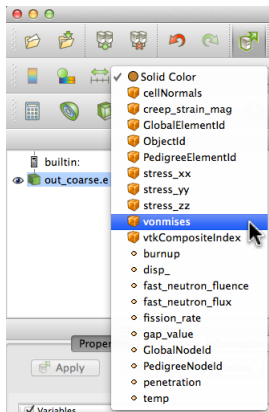 Solid Color
cellNormals
creep_strain_mag
GlobalElementId
ObjectId
PedigreeElementId
stress_xx
stress_yy
stress_zz
vonmises
vtkCompositeIndex
burnup
disp_
fast_neutron_fluence
fast_neutron_flux
fission_rate
gap_value
GlobalNodeId
PedigreeNodeId
penetration
temp
builtin:
out_coarse.e
Proper
Apply
Variables